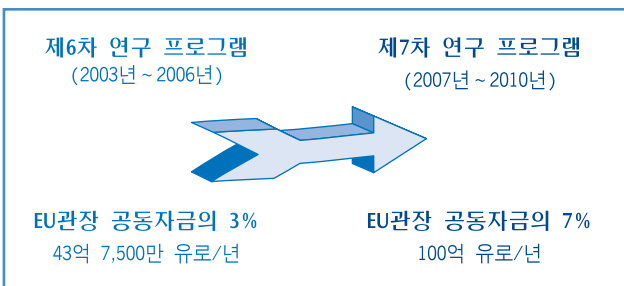 제6차 연구 프로그램
(2003년 ~ 2006년)
제7차 연구 프로그램
(2007년 ~ 2010년)
EU관장 공동자금의 3%
43억 7,500만 유로/년
EU관장 공동자금의 7%
100억 유로/년